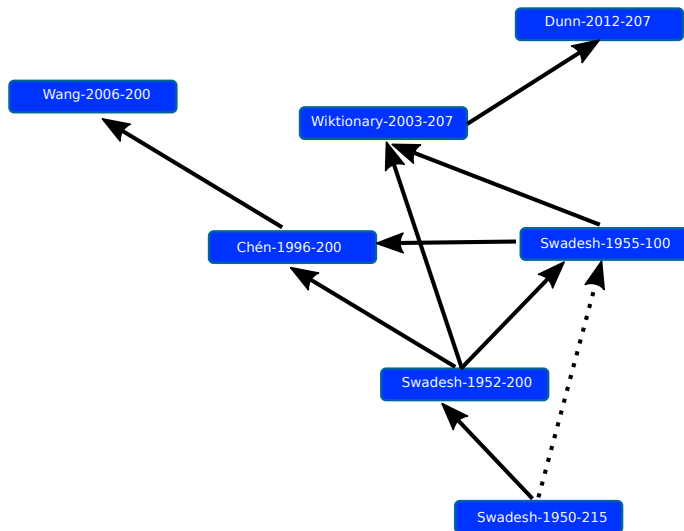 Dunn-2012-207
Wang-2006-200
Wiktionary-2003-207
Chén-1996-200
Swadesh-1955-100
Swadesh-1952-200
Swadesh-1950-215